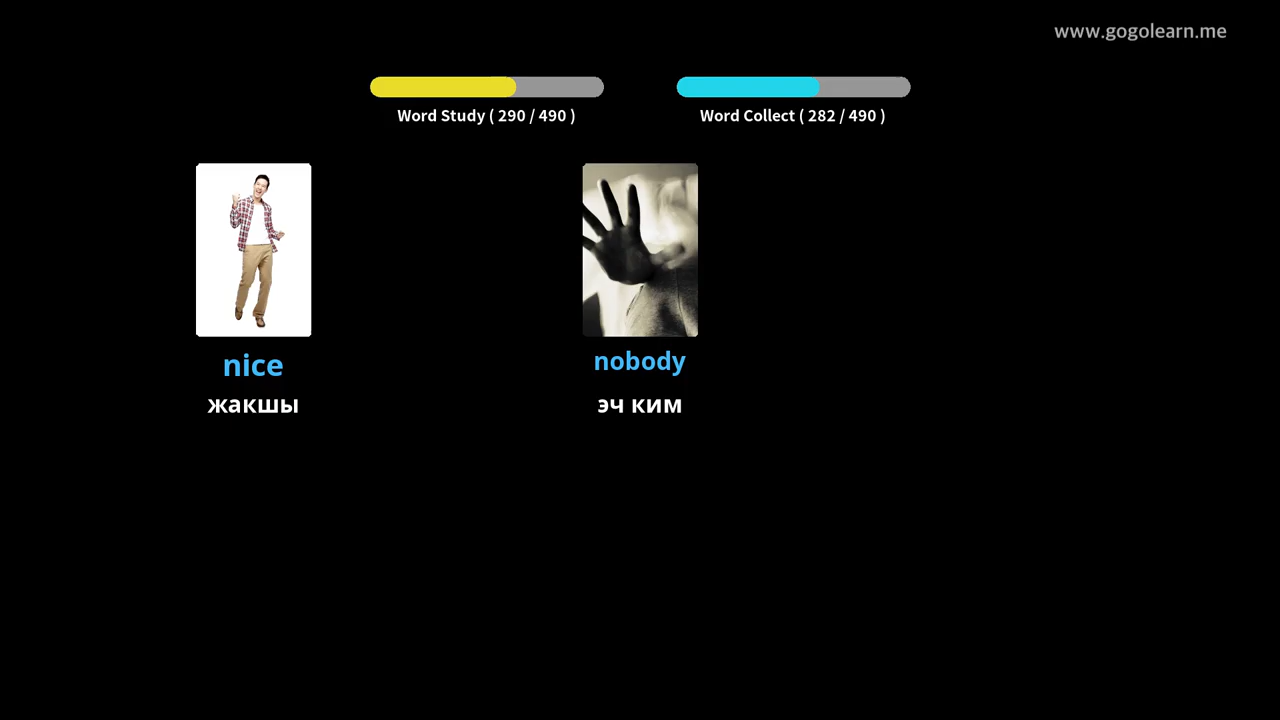 www.gogolearn.me
Word Study ( 290 / 490 )
Word Collect ( 282 / 490 )
nice
жакшы
nobody
эч ким